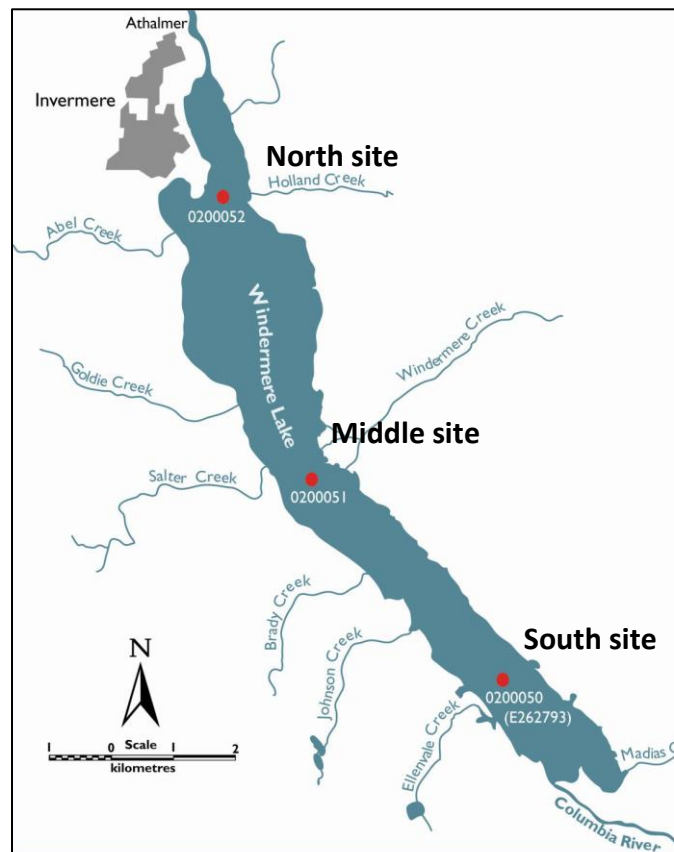 Athalmer
Invermere
North site
Holland Creek
0200052
Abel Creek
Windermere Lake
Windermere Creek
Goldie Creek
Middle site
Salter Creek
0200051
Brady Creek
South site
Johnson Creek
N
0200050
(E262793)
Ellenvale Creek
Madias C
Scale
1 0 1 2
kilometres
Columbia River